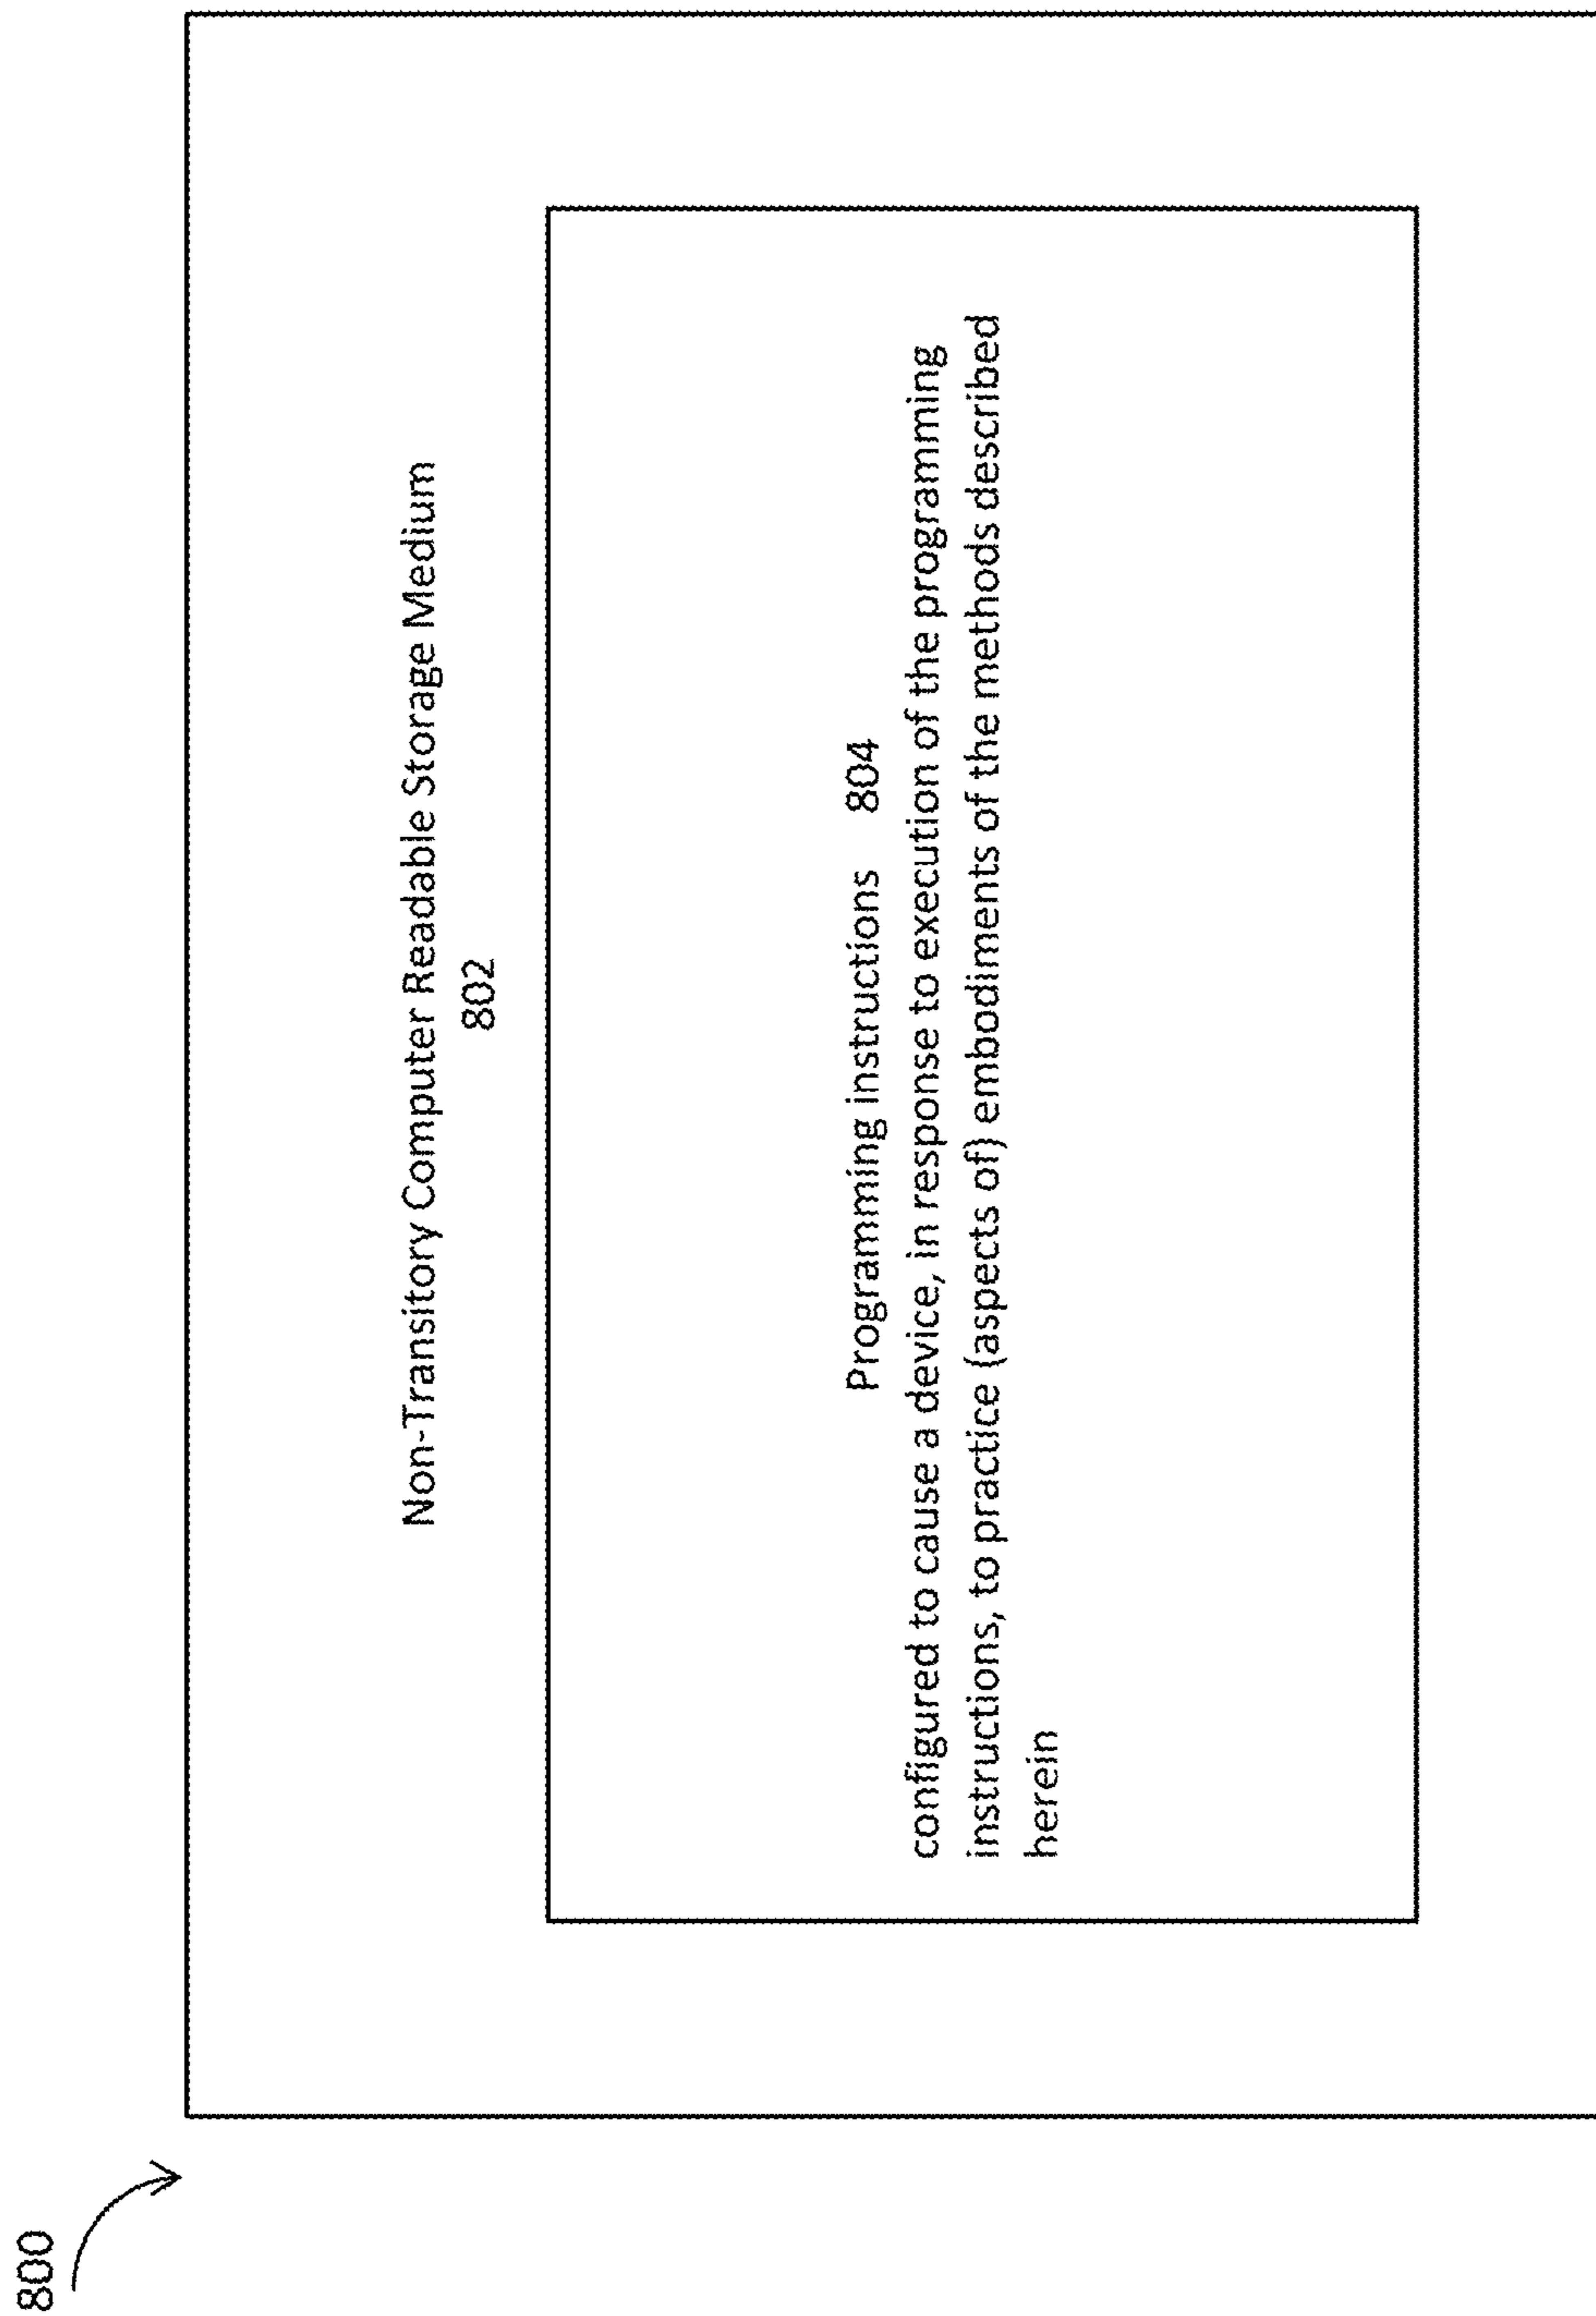 800
Non-Transitory Computer Readable Storage Medium
802
Programming instructions 804
configured to cause a device, in response to execution of the programming
instructions, to practice (aspects of) embodiments of the methods described
herein